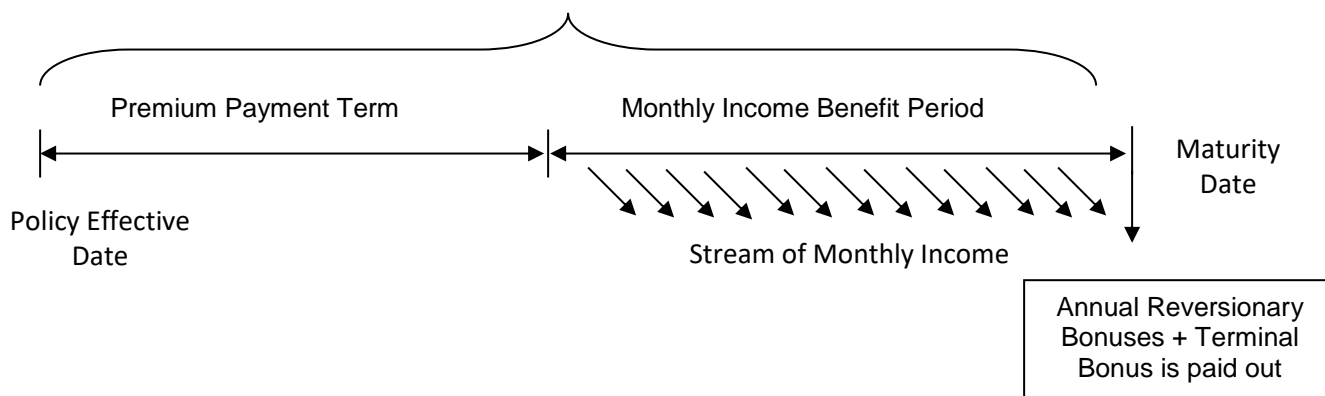 Premium Payment Term
Monthly Income Benefit Period
Maturity
Date
Policy Effective
Date
Stream of Monthly Income
Annual Reversionary
Bonuses + Terminal
Bonus is paid out